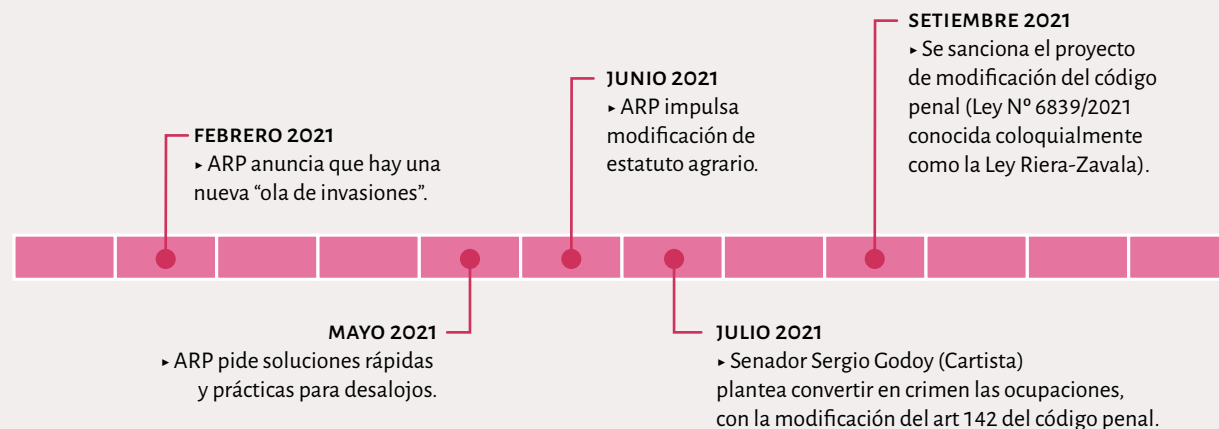 FEBRERO 2021
▸ ARP anuncia que hay una
nueva “ola de invasiones”.
MAYO 2021
▸ ARP pide soluciones rápidas
y prácticas para desalojos.
JUNIO 2021
▸ ARP impulsa
modificación de
estatuto agrario.
JULIO 2021
▸ Senador Sergio Godoy (Cartista)
plantea convertir en crimen las ocupaciones,
con la modificación del art 142 del código penal.
SETIEMBRE 2021
▸ Se sanciona el proyecto
de modificación del código
penal (Ley Nº 6839/2021
conocida coloquialmente
como la Ley Riera-Zavala).